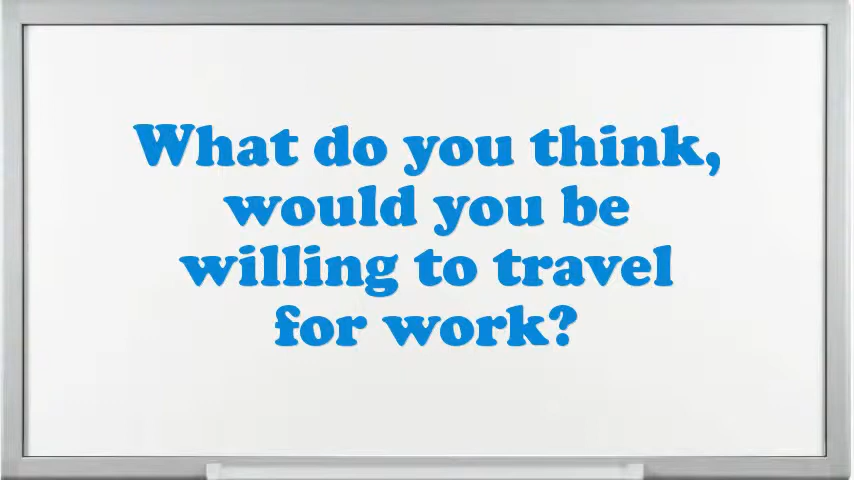 What do you think,
would you be
willing to travel
for work?